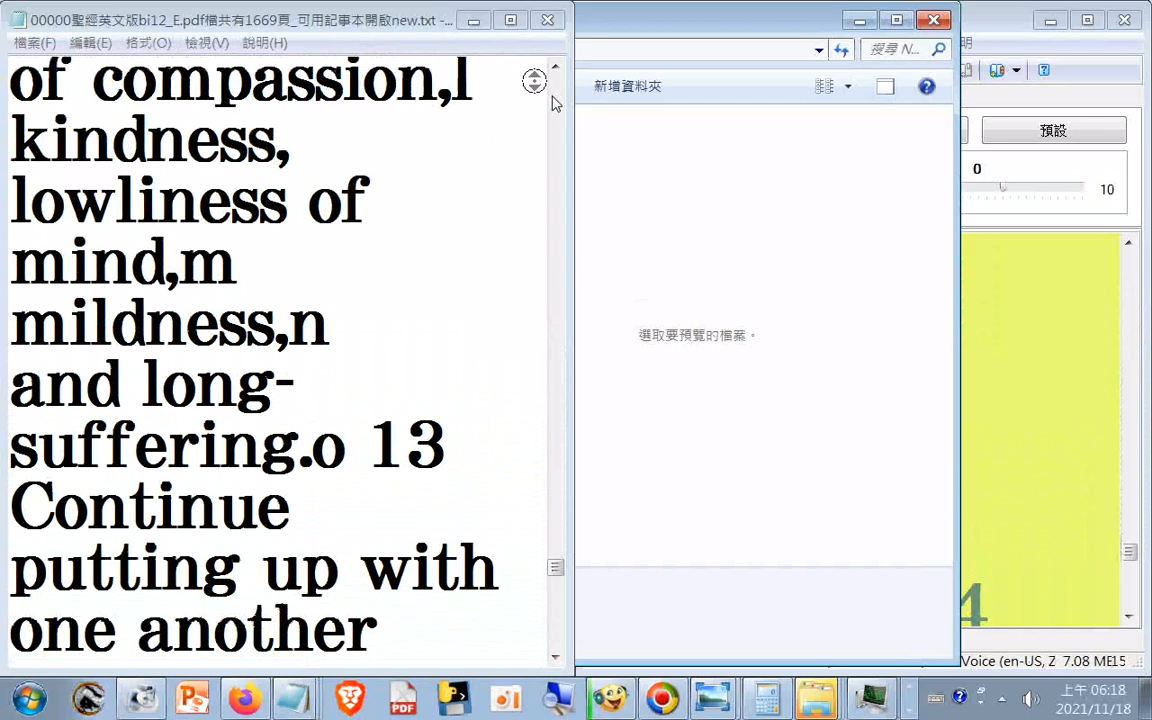 00000聖經英文版bi12_E.pdf檔共有1669頁_可用記事本開啟new.txt -...
檔案(F) 編輯(E) 格式(O) 檢視(V) 說明(H)
of compassion,l
kindness,
lowliness of
mind,m
mildness,n
and long-
suffering.o 13
Continue
putting up with
one another
搜尋 N...
新增資料夾
選取要預覽的檔案。
明
預設
0
10
4
Voice (en-US, Z 7.08 ME15
PDF
上午 06:18
2021/11/18